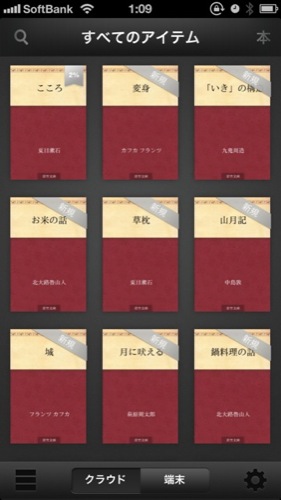 SoftBank 1:09
すべてのアイテム 本
こころ
2%
夏目漱石
変身
新規
カフカ フランツ
「いき」の構造
新規
九鬼周造
お米の話
新規
北大路魯山人
草枕
新規
夏目漱石
山月記
新規
中島敦
城
新規
フランツ カフカ
月に吠える
新規
萩原朔太郎
鍋料理の話
新規
北大路魯山人
クラウド 端末